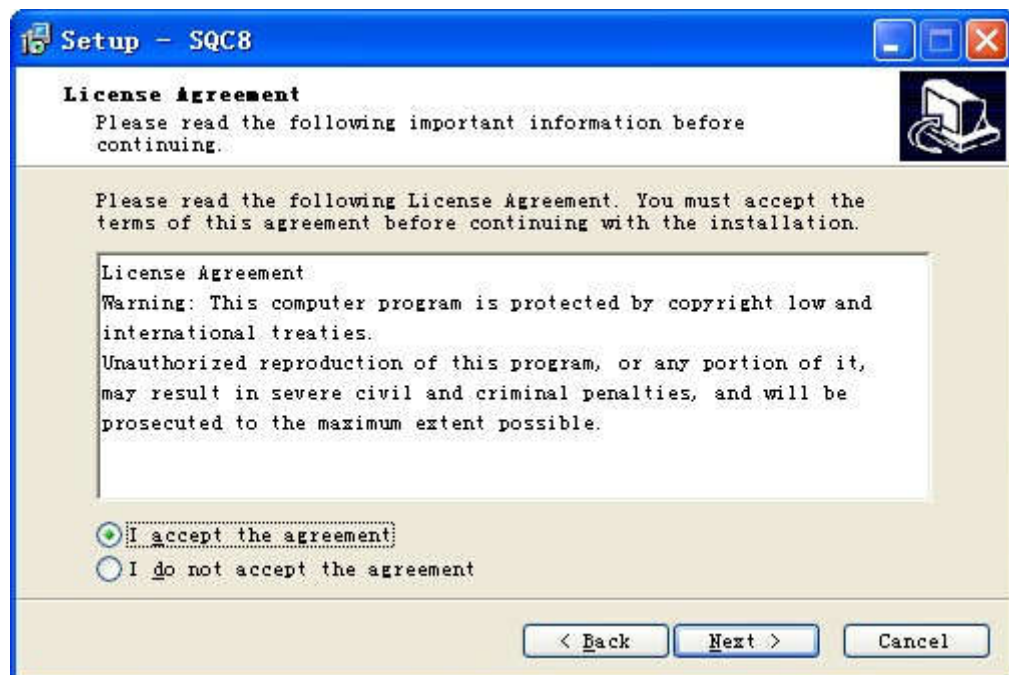 Setup - SQC8
License Agreement
Please read the following important information before
continuing.
Please read the following License Agreement. You must accept the
terms of this agreement before continuing with the installation.
License Agreement
Warning: This computer program is protected by copyright low and
international treaties.
Unauthorized reproduction of this program, or any portion of it,
may result in severe civil and criminal penalties, and will be
prosecuted to the maximum extent possible.
I accept the agreement
I do not accept the agreement
< Back Next > Cancel